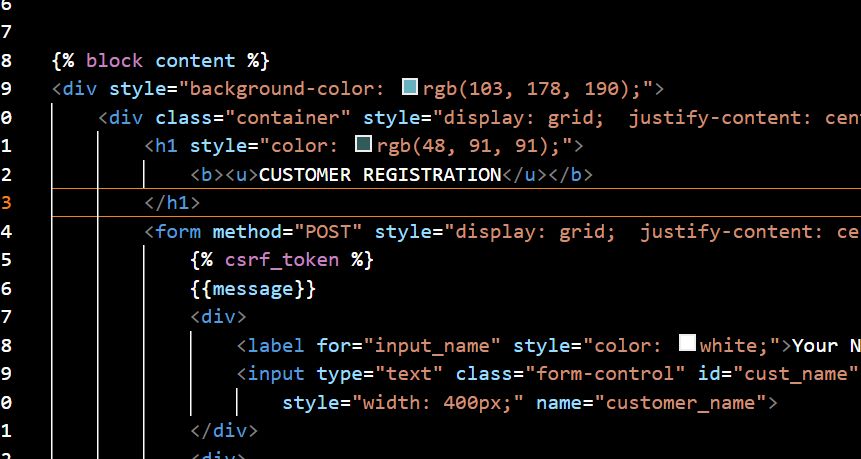 6
7
8 {% block content %}
9 <div style="background-color: rgb(103, 178, 190);">
0 <div class="container" style="display: grid;  justify-content: cen
1 <h1 style="color: rgb(48, 91, 91);">
2 <b><u>CUSTOMER REGISTRATION</u></b>
3 </h1>
4 <form method="POST" style="display: grid;  justify-content: ce
5 {% csrf_token %}
6 {{message}}
7 <div>
8 <label for="input_name" style="color: white;">Your N
9 <input type="text" class="form-control" id="cust_name"
0 style="width: 400px;" name="customer_name">
1 </div>
2 <div>